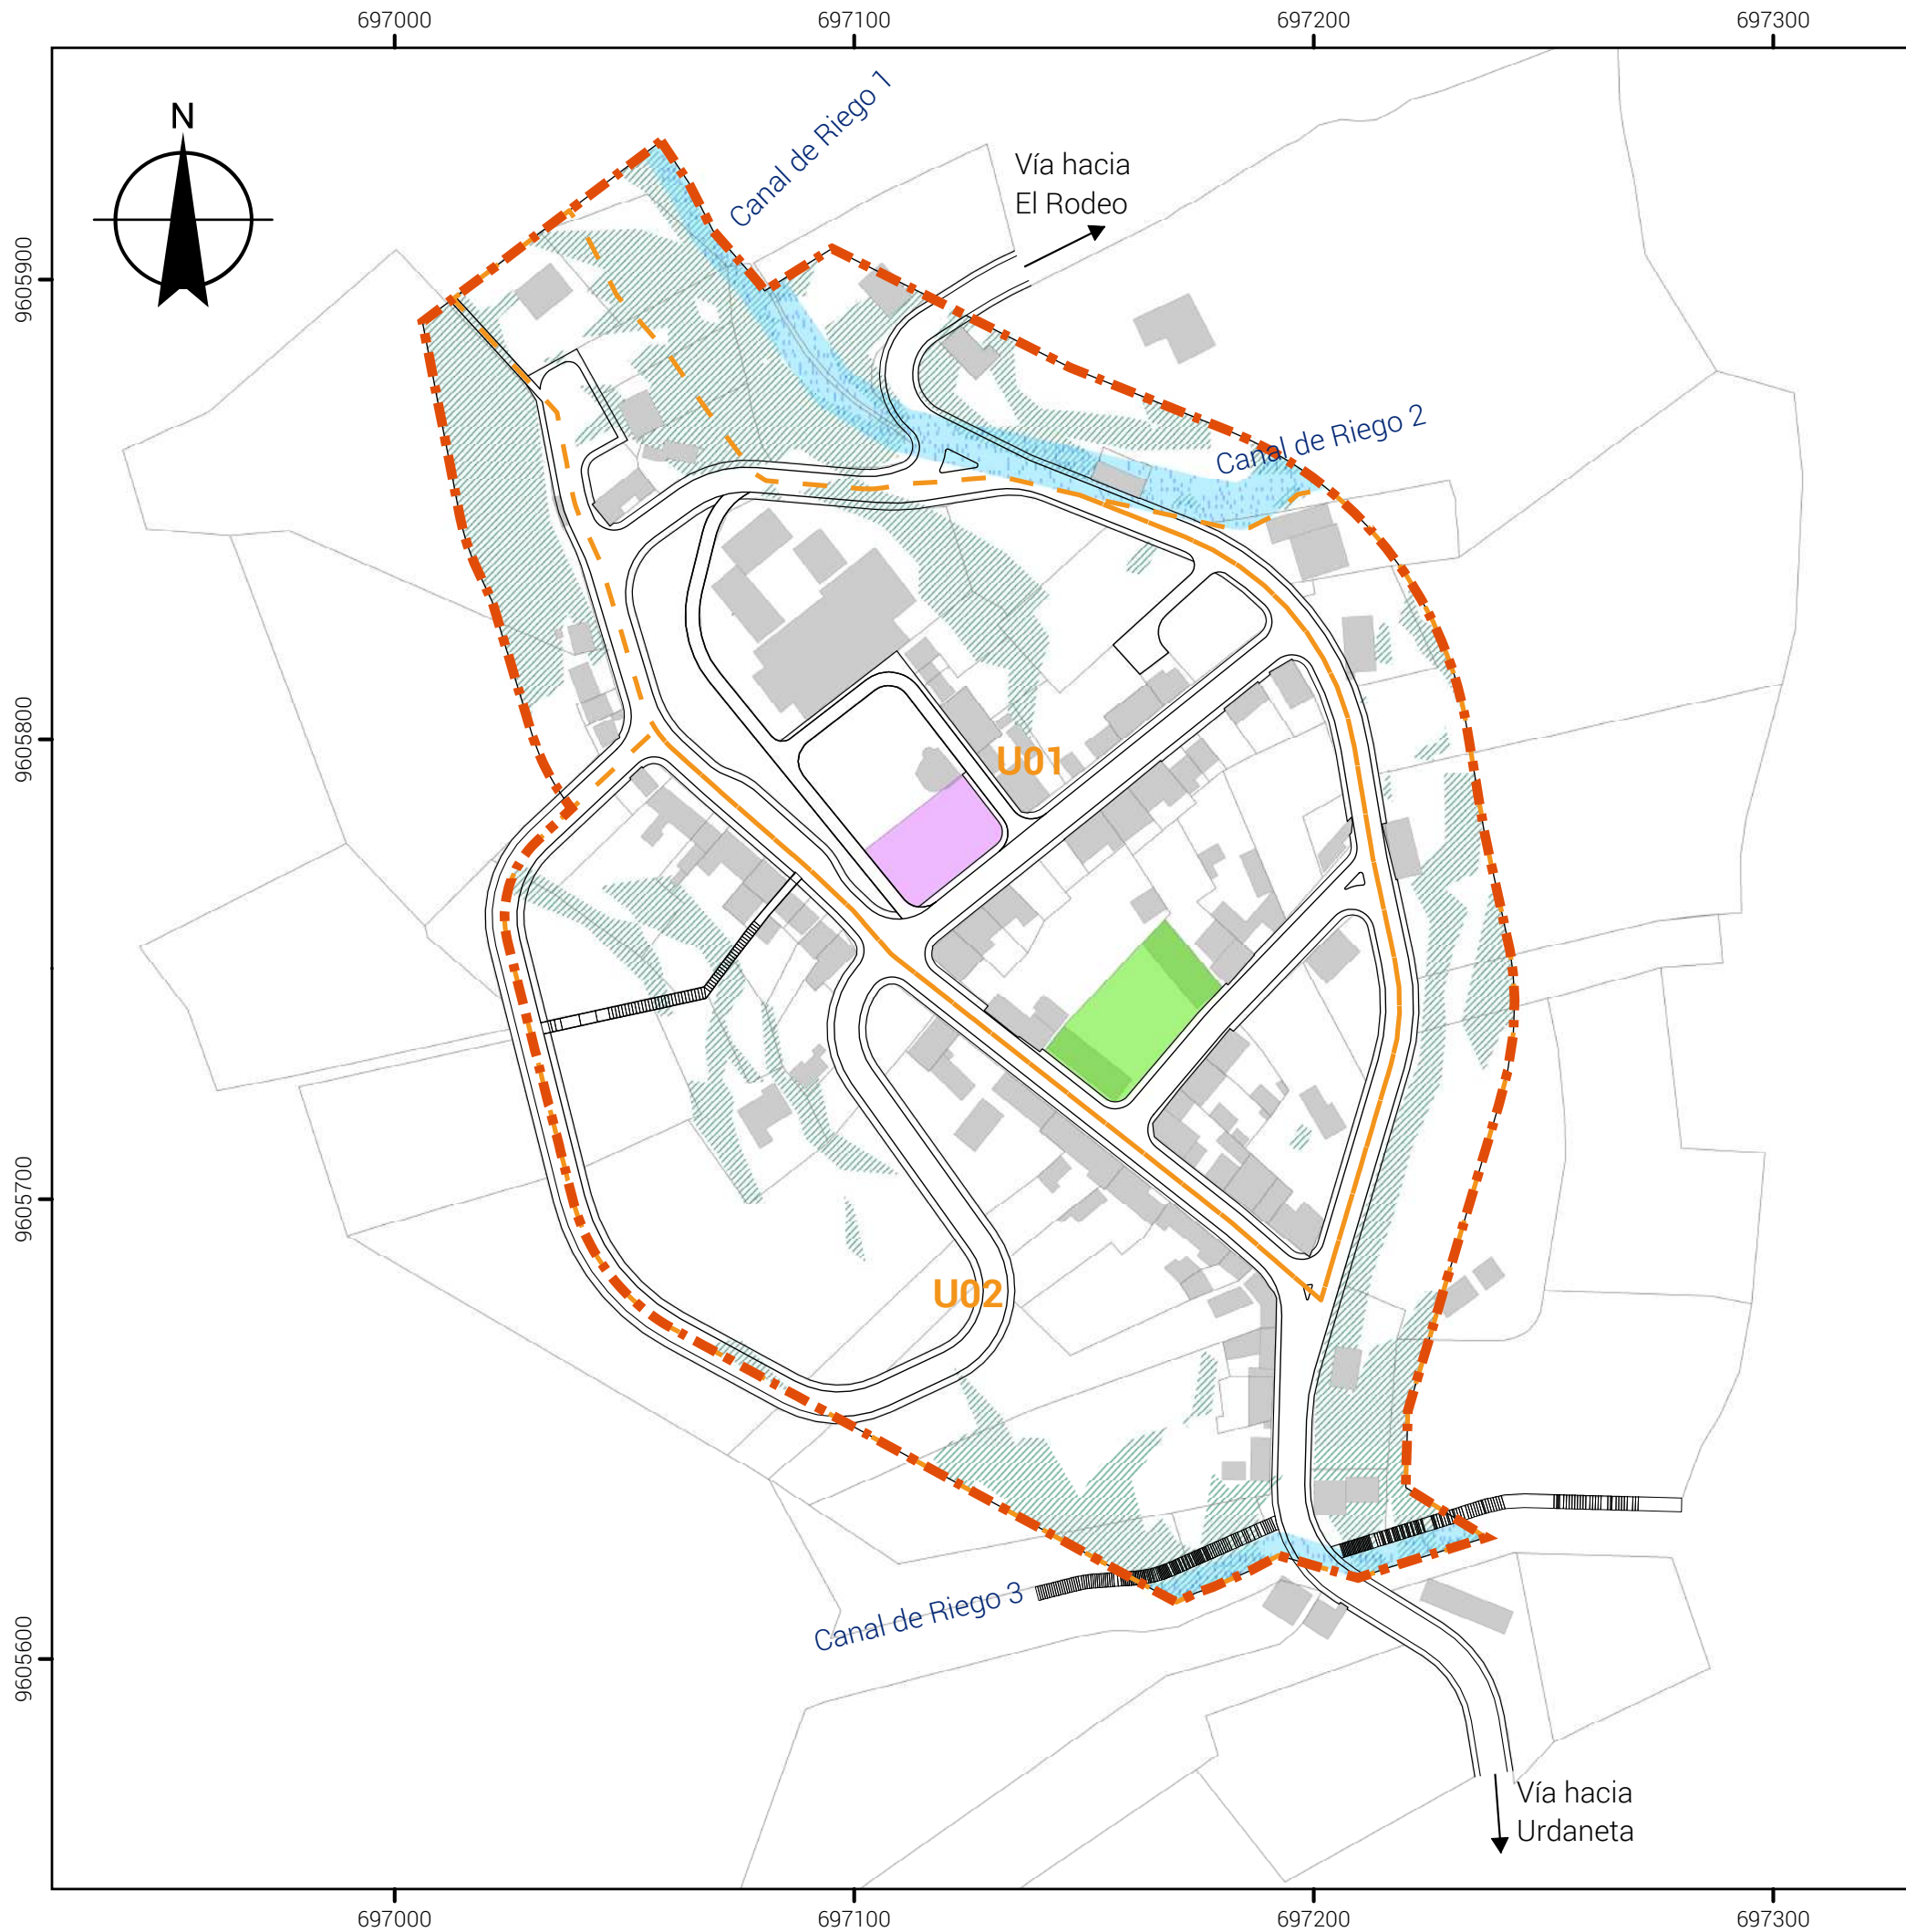 697000
697100
697200
697300
N
Canal de Riego 1
Vía hacia
El Rodeo
9605900
Canal de Riego 2
9605800
U01
9605700
U02
9605600
Canal de Riego 3
Vía hacia
Urdaneta
697000
697100
697200
697300